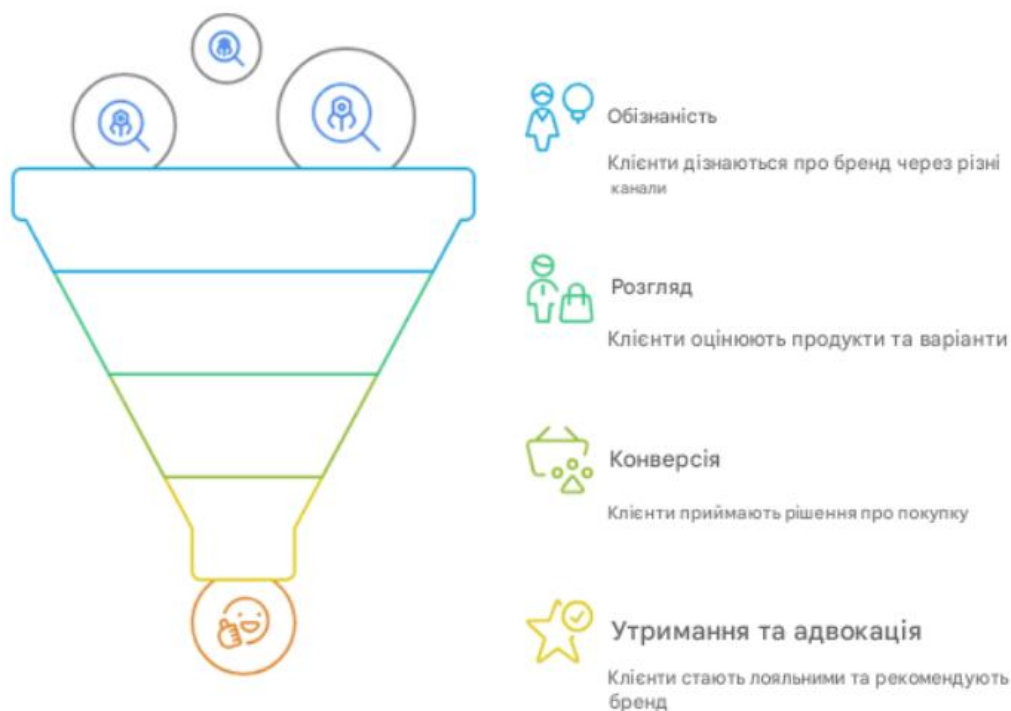 Обізнаність
Клієнти дізнаються про бренд через різні
канали
Розгляд
Клієнти оцінюють продукти та варіанти
Конверсія
Клієнти приймають рішення про покупку
Утримання та адвокація
Клієнти стають лояльними та рекомендують
бренд